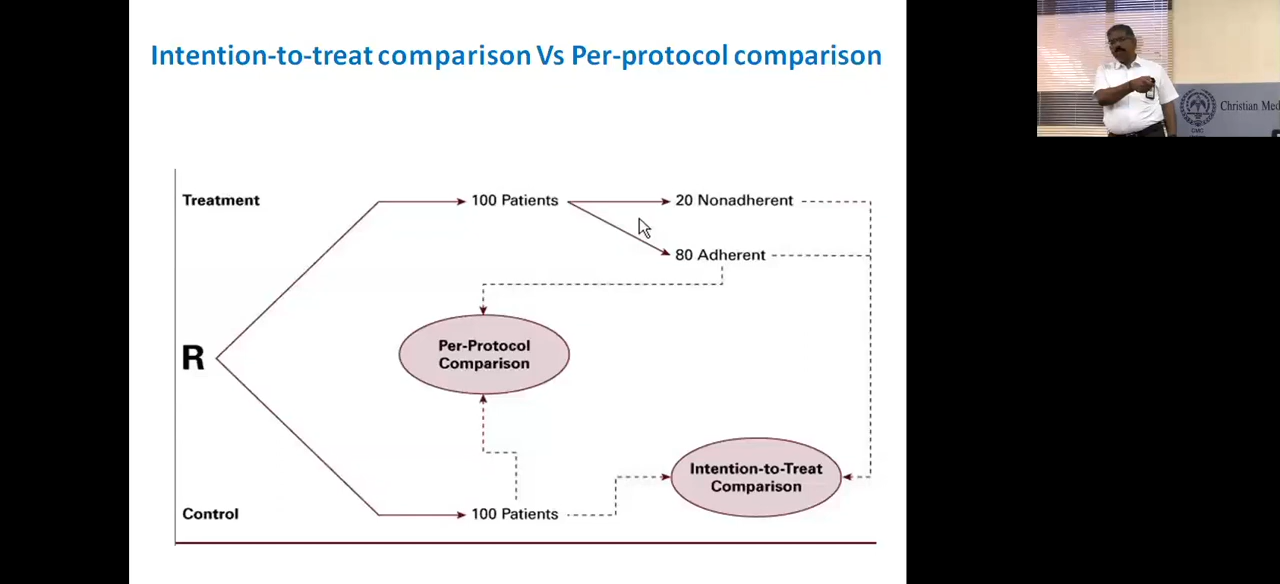 Intention-to-treat comparison Vs Per-protocol comparison
Christian Med
CMC
Treatment
100 Patients
20 Nonadherent
80 Adherent
Per-Protocol
Comparison
R
Intention-to-Treat
Comparison
Control
100 Patients